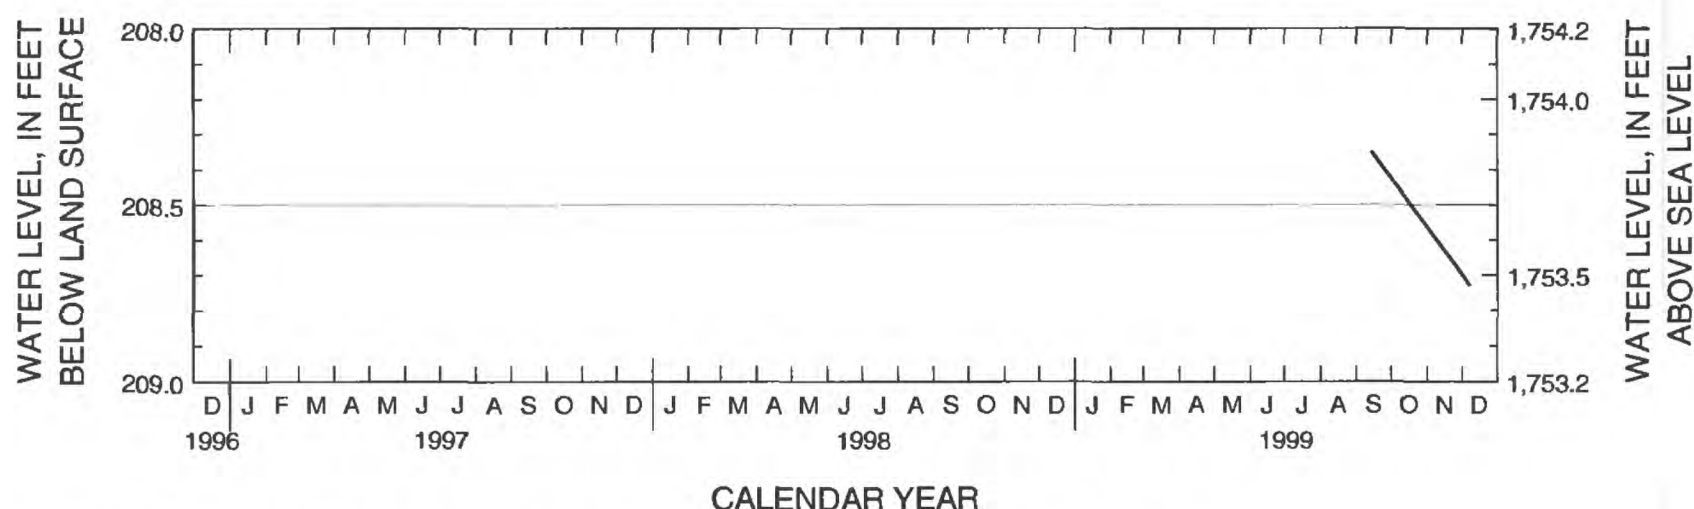 WATER LEVEL, IN FEET
BELOW LAND SURFACE
208.0
208.5
209.0
1,754.2
1,754.0
1,753.5
1,753.2
WATER LEVEL, IN FEET
ABOVE SEA LEVEL
D J F M A M J J A S O N D J F M A M J J A S O N D J F M A M J J A S O N D
1996 1997 1998 1999
CALENDAR YEAR